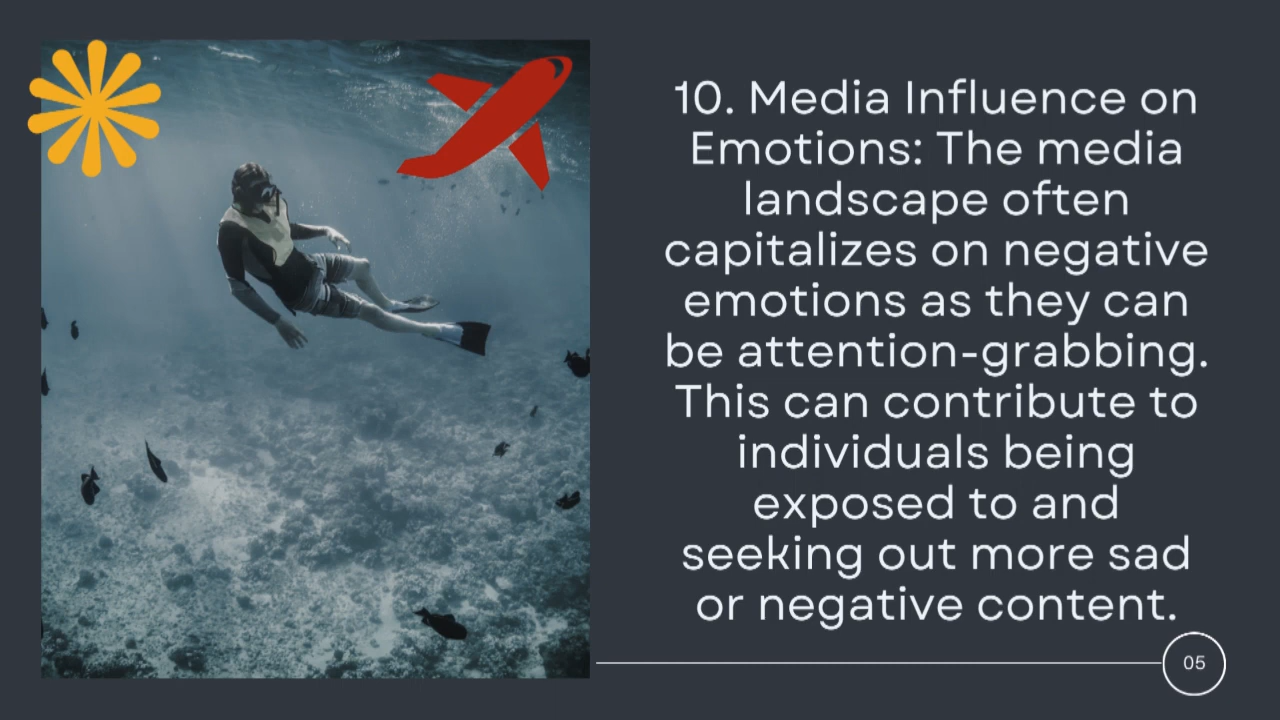 10. Media Influence on
Emotions: The media
landscape often
capitalizes on negative
emotions as they can
be attention-grabbing.
This can contribute to
individuals being
exposed to and
seeking out more sad
or negative content.
05